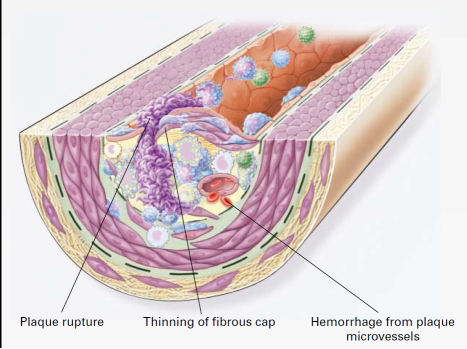 Plaque rupture
Thinning of fibrous cap
Hemorrhage from plaque
microvessels